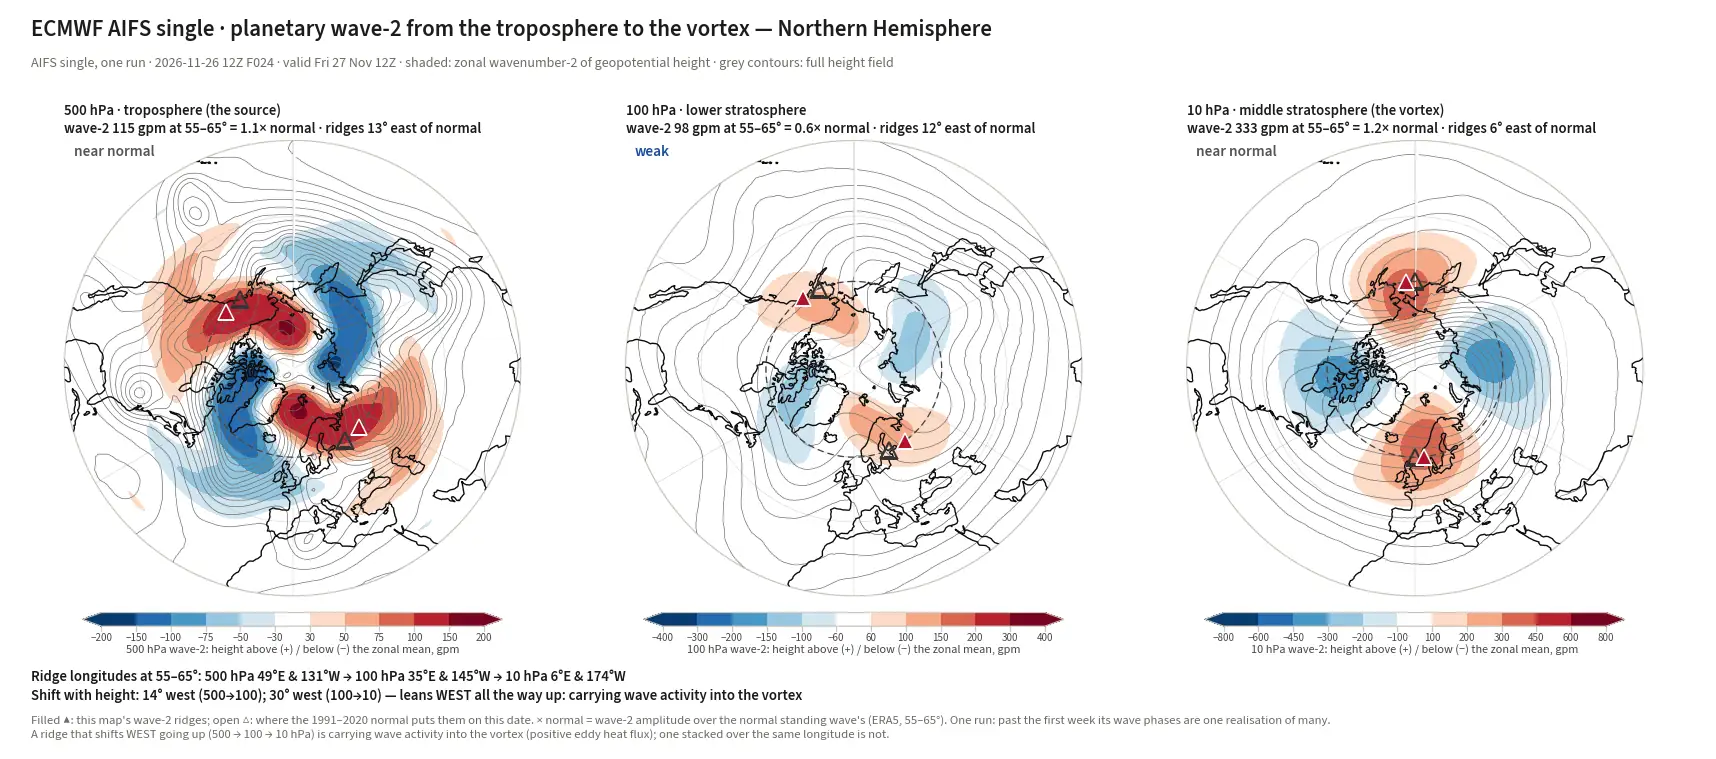 ECMWF AIFS single · planetary wave-2 from the troposphere to the vortex — Northern Hemisphere
AIFS single, one run · 2026-11-26 12Z F024 · valid Fri 27 Nov 12Z · shaded: zonal wavenumber-2 of geopotential height · grey contours: full height field
500 hPa · troposphere (the source)
wave-2 115 gpm at 55–65° = 1.1× normal · ridges 13° east of normal
near normal
100 hPa · lower stratosphere
wave-2 98 gpm at 55–65° = 0.6× normal · ridges 12° east of normal
weak
10 hPa · middle stratosphere (the vortex)
wave-2 333 gpm at 55–65° = 1.2× normal · ridges 6° east of normal
near normal
−200 −150 −100 −75 −50 −30 30 50 75 100 150 200
500 hPa wave-2: height above (+) / below (−) the zonal mean, gpm
−400 −300 −200 −150 −100 −60 60 100 150 200 300 400
100 hPa wave-2: height above (+) / below (−) the zonal mean, gpm
−800 −600 −450 −300 −200 −100 100 200 300 450 600 800
10 hPa wave-2: height above (+) / below (−) the zonal mean, gpm
Ridge longitudes at 55–65°: 500 hPa 49°E & 131°W → 100 hPa 35°E & 145°W → 10 hPa 6°E & 174°W
Shift with height: 14° west (500→100); 30° west (100→10) — leans WEST all the way up: carrying wave activity into the vortex
Filled ▲: this map's wave-2 ridges; open △: where the 1991–2020 normal puts them on this date. × normal = wave-2 amplitude over the normal standing wave's (ERA5, 55–65°). One run: past the first week its wave phases are one realisation of many.
A ridge that shifts WEST going up (500 → 100 → 10 hPa) is carrying wave activity into the vortex (positive eddy heat flux); one stacked over the same longitude is not.